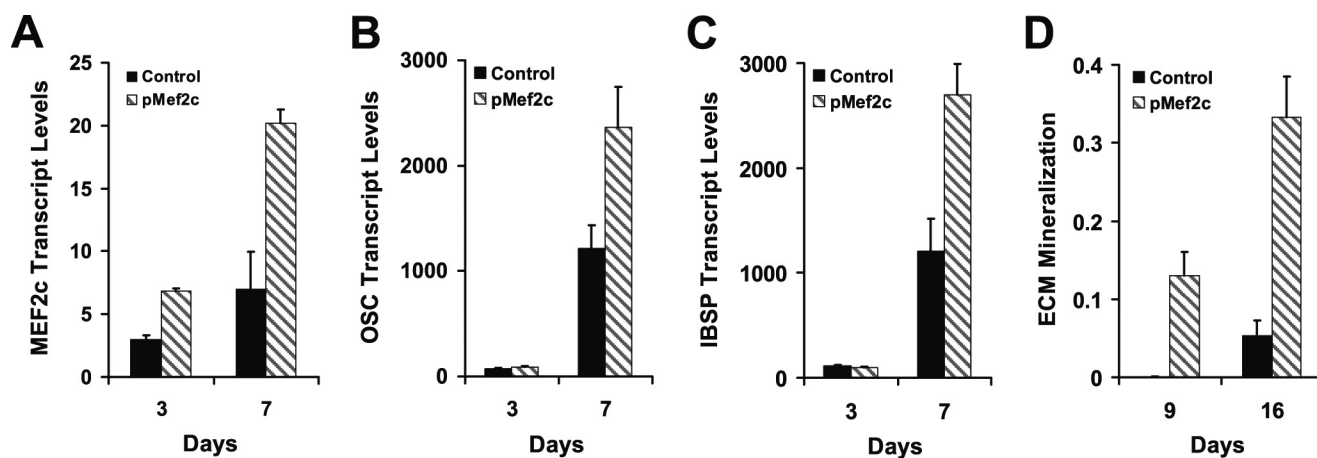 A
MEF2c Transcript Levels
25
20
15
10
5
0
Control
pMef2c
3 7
Days
B
OSC Transcript Levels
3000
2000
1000
0
Control
pMef2c
3 7
Days
C
IBSP Transcript Levels
3000
2000
1000
0
Control
pMef2c
3 7
Days
D
ECM Mineralization
0.4
0.3
0.2
0.1
0
Control
pMef2c
9 16
Days